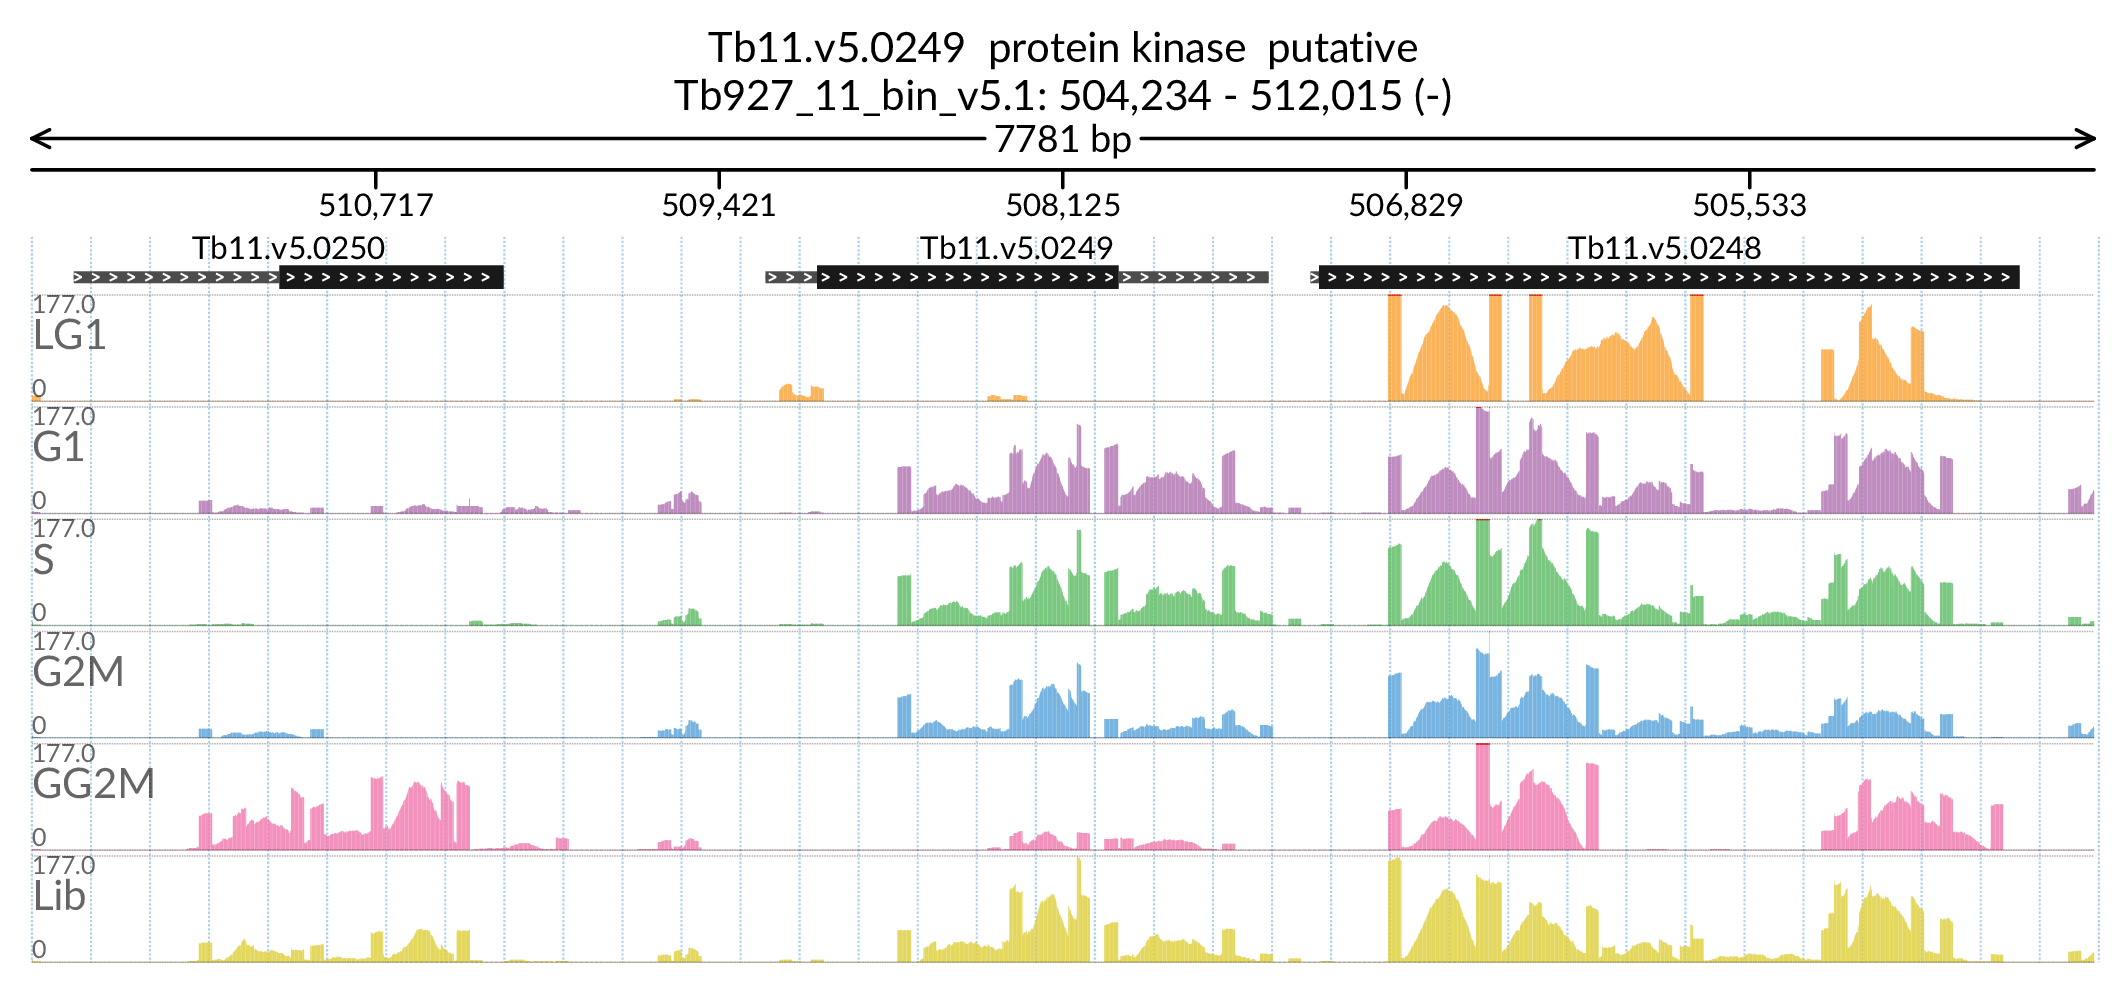 Tb11.v5.0249 protein kinase putative
Tb927_11_bin_v5.1: 504,234 - 512,015 (-)
7781 bp
510,717 509,421 508,125 506,829 505,533
Tb11.v5.0250 Tb11.v5.0249 Tb11.v5.0248
177.0
LG1
0
177.0
G1
0
177.0
S
0
177.0
G2M
0
177.0
GG2M
0
177.0
Lib
0